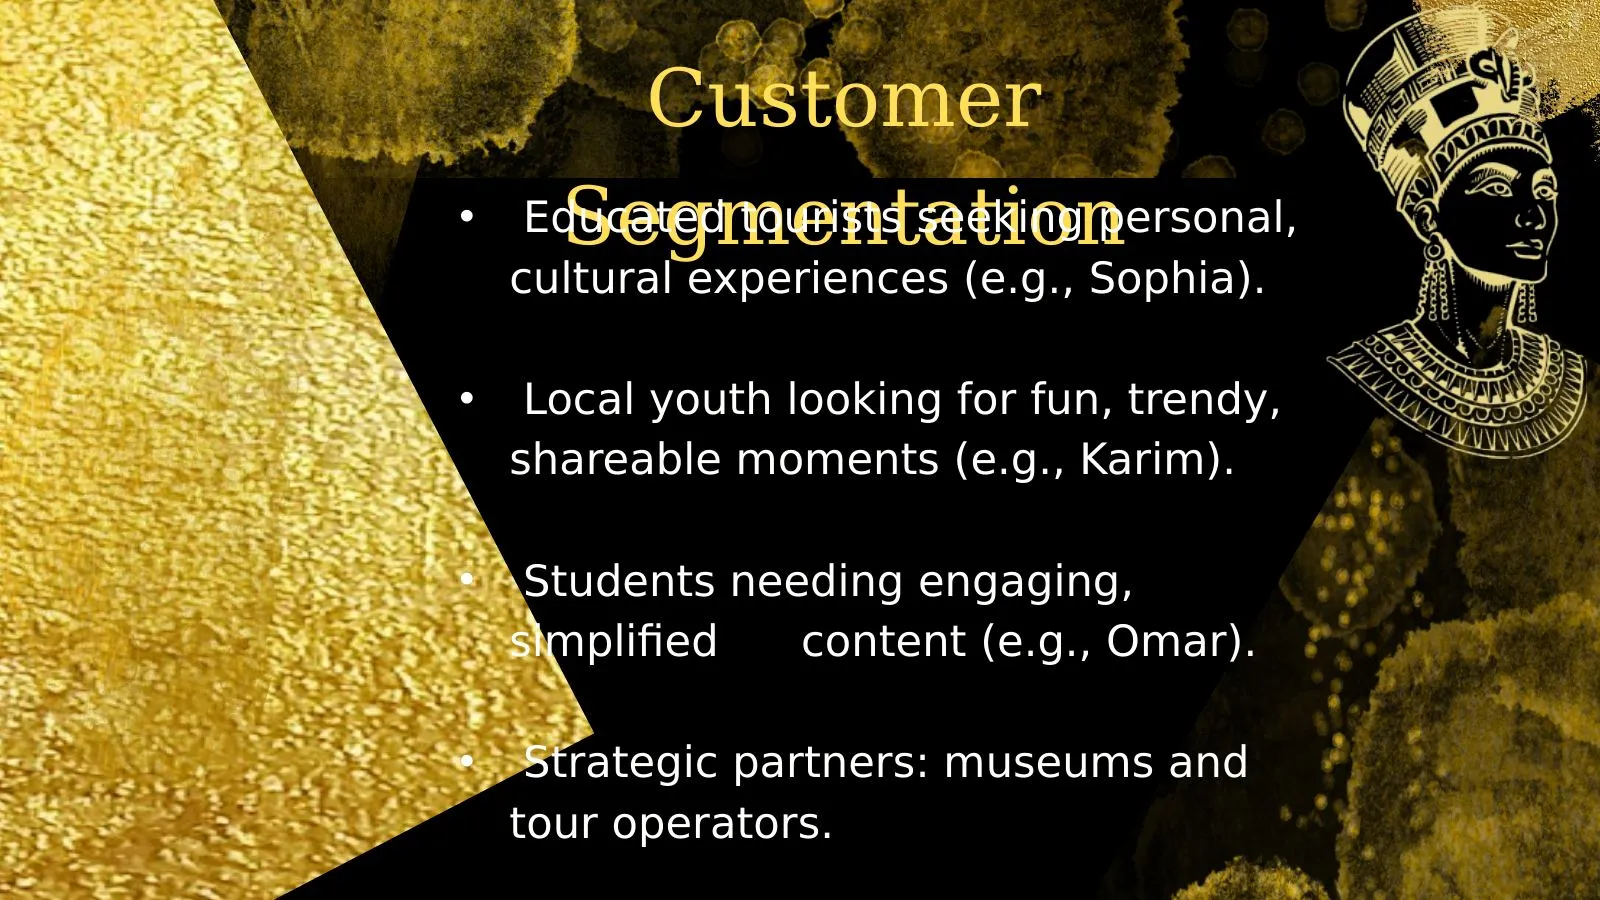 Customer
Segmentation
• Educated tourists seeking personal,
cultural experiences (e.g., Sophia).
• Local youth looking for fun, trendy,
shareable moments (e.g., Karim).
• Students needing engaging,
simplified content (e.g., Omar).
• Strategic partners: museums and
tour operators.